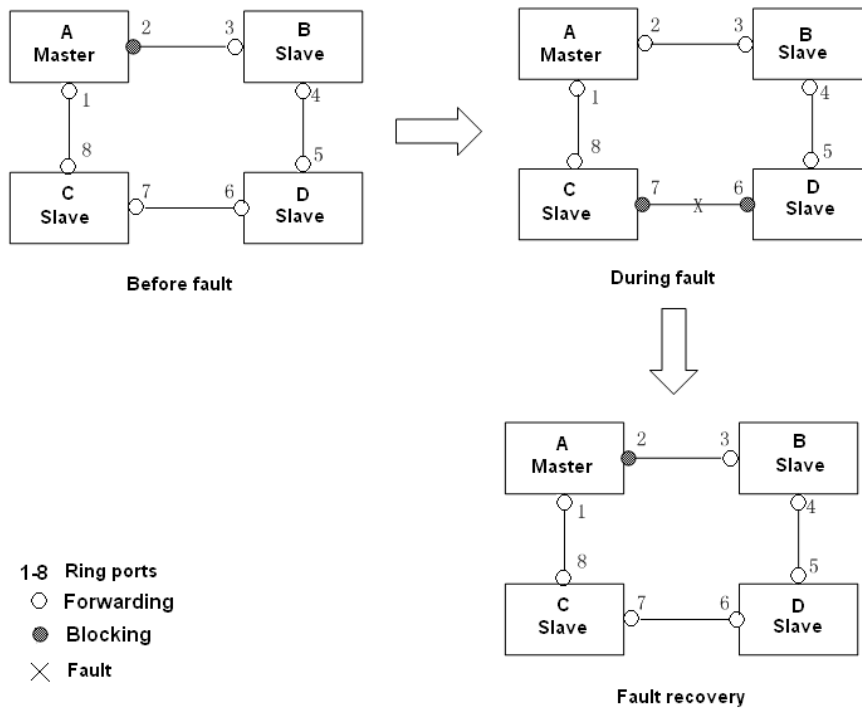 A
Master
2
3
B
Slave
1
4
8
5
C
Slave
7
6
D
Slave
Before fault
A
Master
2
3
B
Slave
1
4
8
5
C
Slave
7
X
6
D
Slave
During fault
A
Master
2
3
B
Slave
1
4
8
5
C
Slave
7
6
D
Slave
Fault recovery
1-8 Ring ports
Forwarding
Blocking
Fault